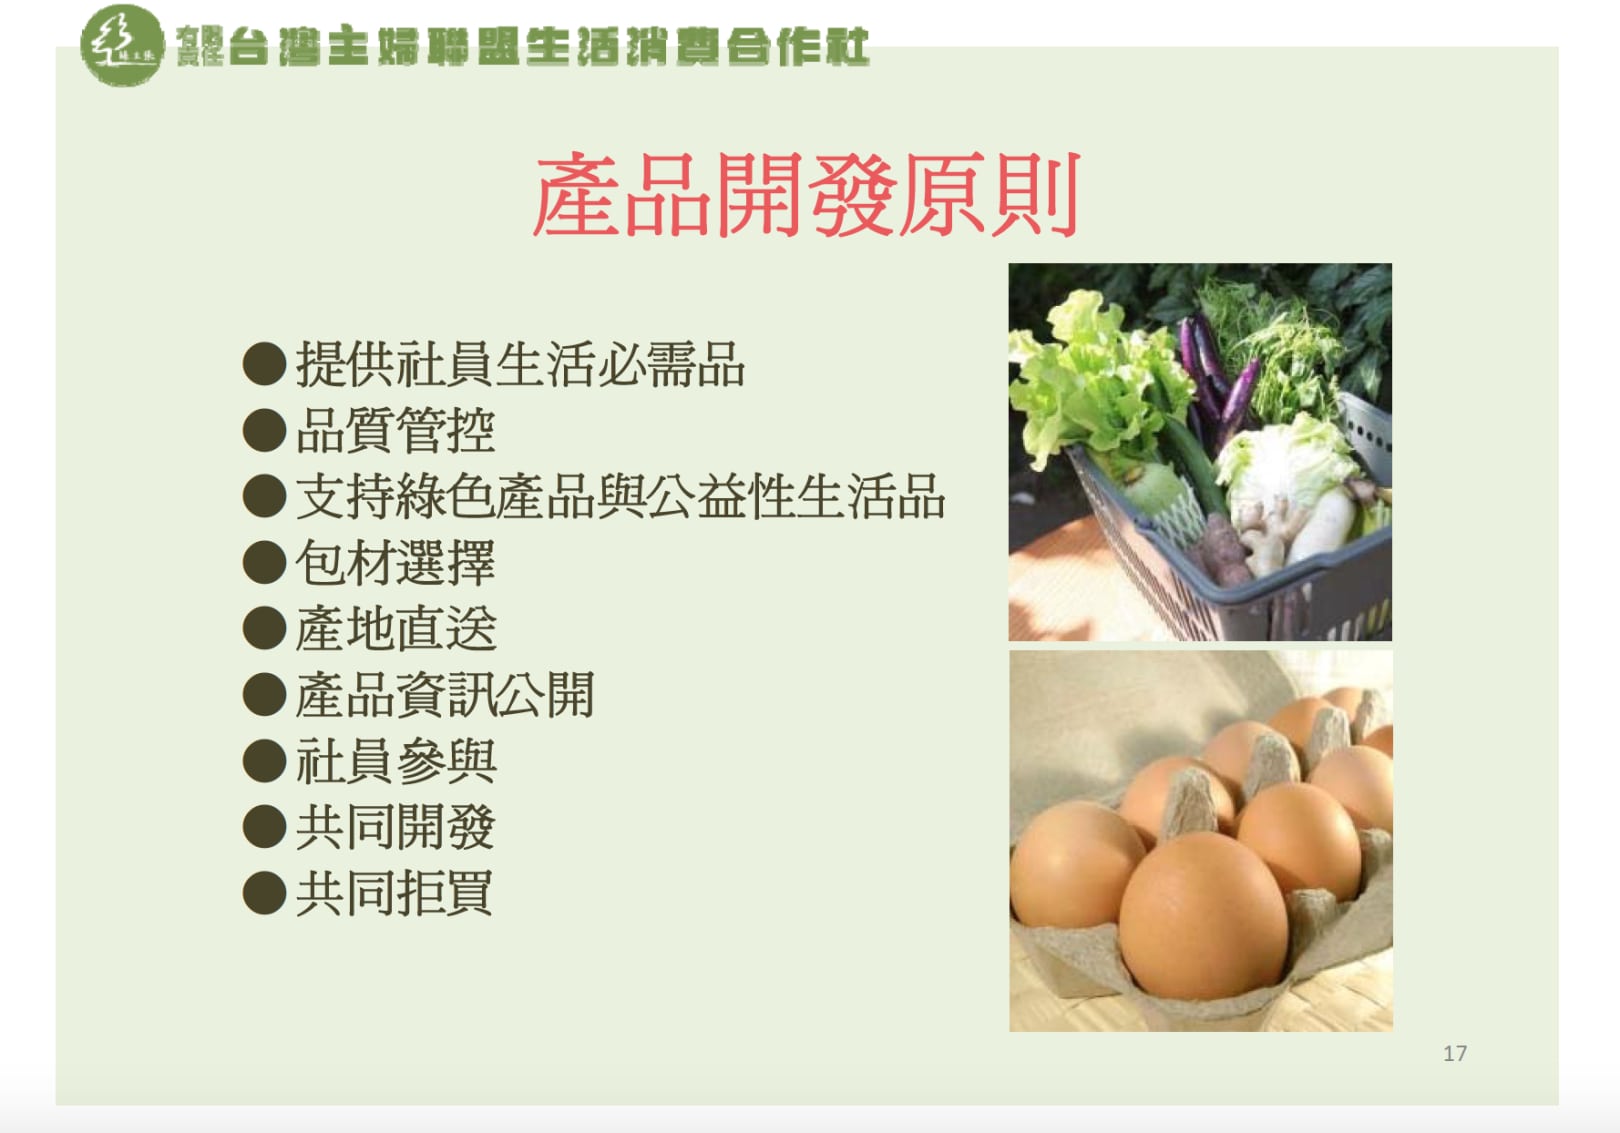 綠主張
有限責任台灣主婦聯盟生活消費合作社
產品開發原則
●提供社員生活必需品
●品質管控
●支持綠色產品與公益性生活品
●包材選擇
●產地直送
●產品資訊公開
●社員參與
●共同開發
●共同拒買
17